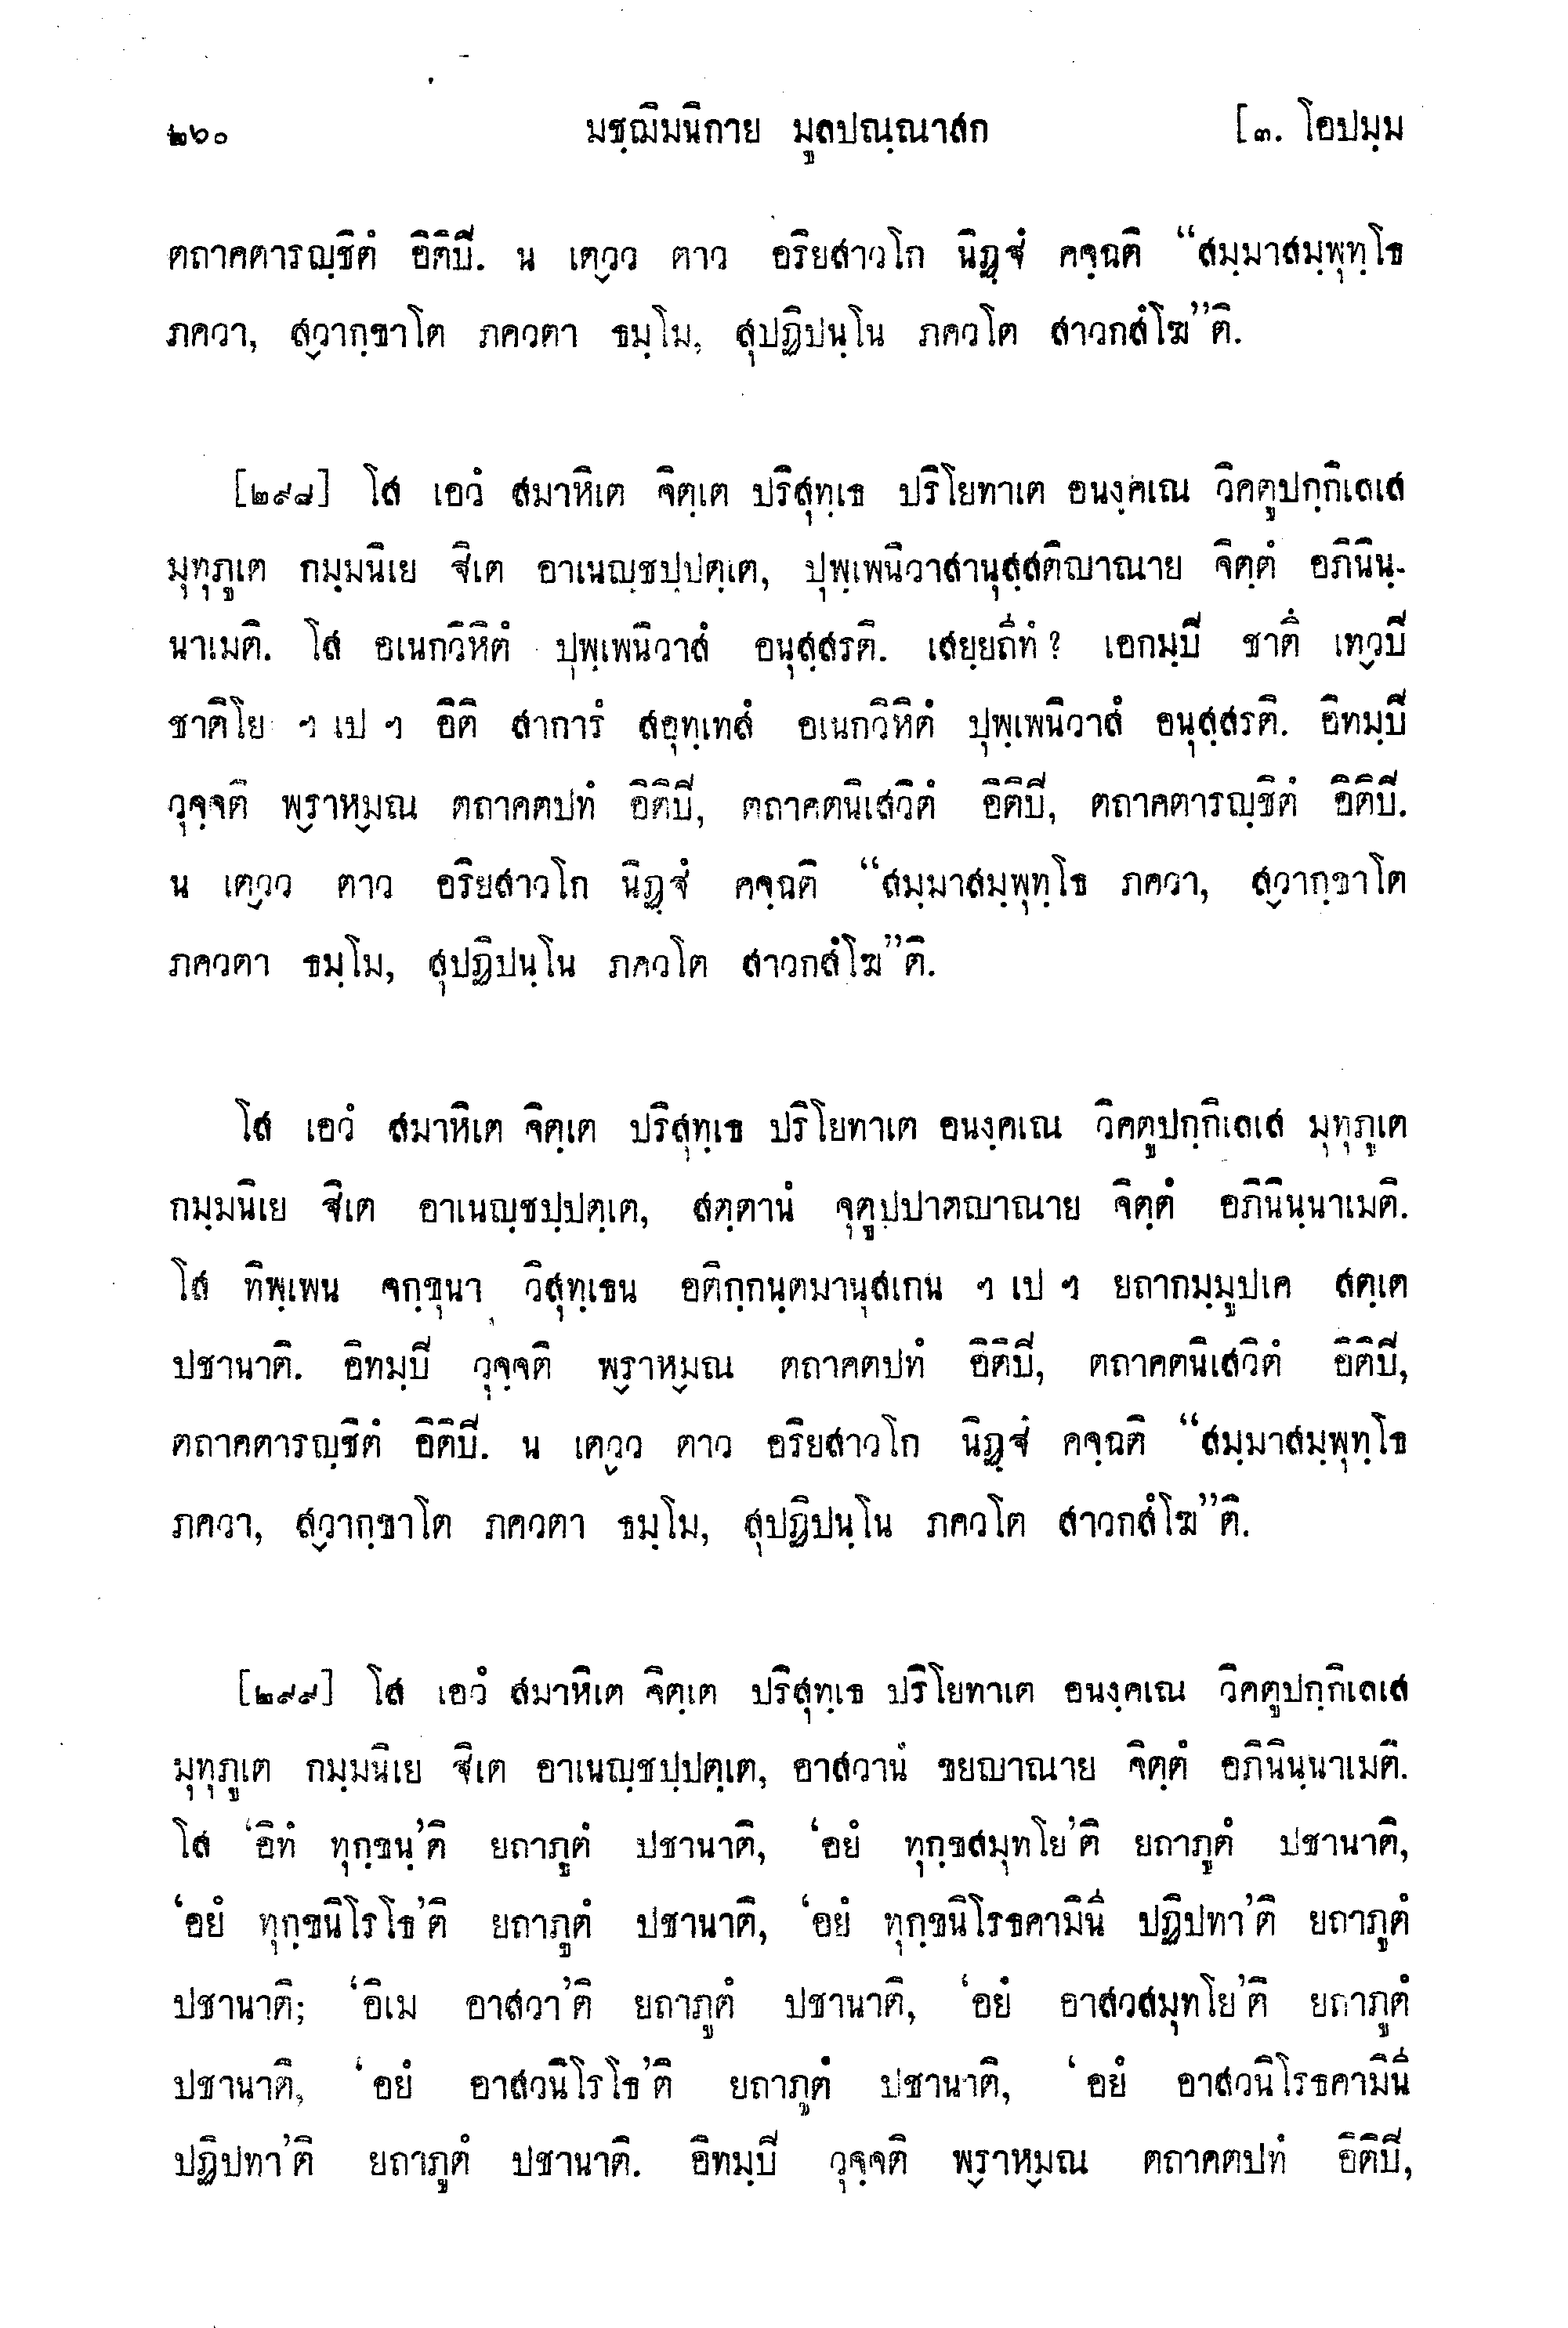 ๒๖๐ มชฺฌิมนิกาย มูลปณฺณาสก [๓. โอปมฺม
ตถาคตารญฺชิตํ อิติปี. น เต๎วว ตาว อริยสาวโก นิฏฺฐํ คจฺฉติ “สมฺมาสมฺพุทฺโธ
ภควา, ส๎วากฺขาโต ภควตา ธมฺโม, สุปฏิปนฺโน ภควโต สาวกสํโฆ”ติ.
[๒๙๘] โส เอวํ สมาหิเต จิตฺเต ปริสุทฺเธ ปริโยทาเต อนงฺคเณ วิคตูปกฺกิเลเส
มุทุภูเต กมฺมนิเย ฐิเต อาเนญฺชปฺปตฺเต, ปุพฺเพนิวาสานุสฺสติญาณาย จิตฺตํ อภินินฺ-
นาเมติ. โส อเนกวิหิตํ ปุพฺเพนิวาสํ อนุสฺสรติ. เสยฺยถีทํ? เอกมฺปี ชาตึ เท๎วปี
ชาติโย ฯ เป ฯ อิติ สาการํ สอุทฺเทสํ อเนกวิหิตํ ปุพฺเพนิวาสํ อนุสฺสรติ. อิทมฺปี
วุจฺจติ พ๎ราห๎มณ ตถาคตปทํ อิติปี, ตถาคตนิเสวิตํ อิติปี, ตถาคตารญฺชิตํ อิติปี.
น เต๎วว ตาว อริยสาวโก นิฏฺฐํ คจฺฉติ “สมฺมาสมฺพุทฺโธ ภควา, ส๎วากฺขาโต
ภควตา ธมฺโม, สุปฏิปนฺโน ภควโต สาวกสํโฆ”ติ.
โส เอวํ สมาหิเต จิตฺเต ปริสุทฺเธ ปริโยทาเต อนงฺคเณ วิคตูปกฺกิเลเส มุทุภูเต
กมฺมนิเย ฐิเต อาเนญฺชปฺปตฺเต, สตฺตานํ จุตูปฺปาตญาณาย จิตฺตํ อภินินฺนาเมติ.
โส ทิพฺเพน จกฺขุนา วิสุทฺเธน อติกฺกนฺตมานุสเกน ฯ เป ฯ ยถากมฺมูปเค สตฺเต
ปชานาติ. อิทมฺปี วุจฺจติ พ๎ราห๎มณ ตถาคตปทํ อิติปี, ตถาคตนิเสวิตํ อิติปี,
ตถาคตารญฺชิตํ อิติปี. น เต๎วว ตาว อริยสาวโก นิฏฺฐํ คจฺฉติ “สมฺมาสมฺพุทฺโธ
ภควา, ส๎วากฺขาโต ภควตา ธมฺโม, สุปฏิปนฺโน ภควโต สาวกสํโฆ”ติ.
[๒๙๙] โส เอวํ สมาหิเต จิตฺเต ปริสุทฺเธ ปริโยทาเต อนงฺคเณ วิคตูปกฺกิเลเส
มุทุภูเต กมฺมนิเย ฐิเต อาเนญฺชปฺปตฺเต, อาสวานํ ขยญาณาย จิตฺตํ อภินินฺนาเมติ.
โส ‘อิทํ ทุกฺขนฺ’ติ ยถาภูตํ ปชานาติ, ‘อยํ ทุกฺขสมุทโย’ติ ยถาภูตํ ปชานาติ,
‘อยํ ทุกฺขนิโรโธ’ติ ยถาภูตํ ปชานาติ, ‘อยํ ทุกฺขนิโรธคามินี ปฏิปทา’ติ ยถาภูตํ
ปชานาติ; ‘อิเม อาสวา’ติ ยถาภูตํ ปชานาติ, ‘อยํ อาสวสมุทโย’ติ ยถาภูตํ
ปชานาติ, ‘อยํ อาสวนิโรโธ’ติ ยถาภูตํ ปชานาติ, ‘อยํ อาสวนิโรธคามินี
ปฏิปทา’ติ ยถาภูตํ ปชานาติ. อิทมฺปี วุจฺจติ พ๎ราห๎มณ ตถาคตปทํ อิติปี,